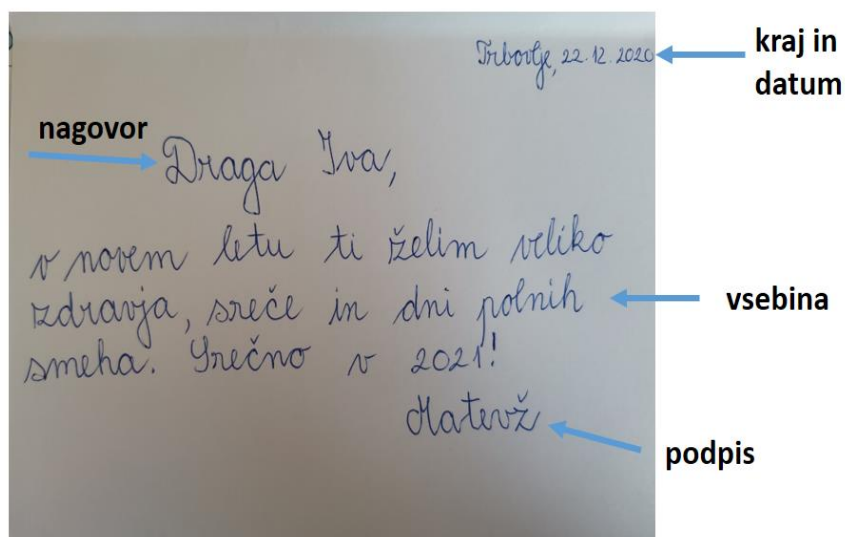 Trbovlje, 22. 12. 2020
kraj in
datum
nagovor
Draga Iva,
v novem letu ti želim veliko
zdravja, sreče in dni polnih
smeha. Srečno v 2021!
vsebina
Matevž
podpis